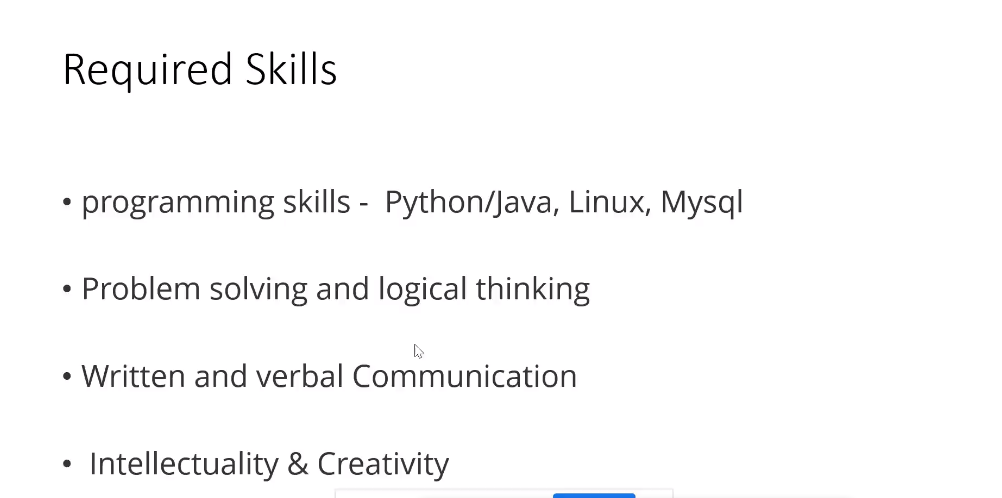 Required Skills
• programming skills -  Python/Java, Linux, Mysql
• Problem solving and logical thinking
• Written and verbal Communication
•  Intellectuality & Creativity